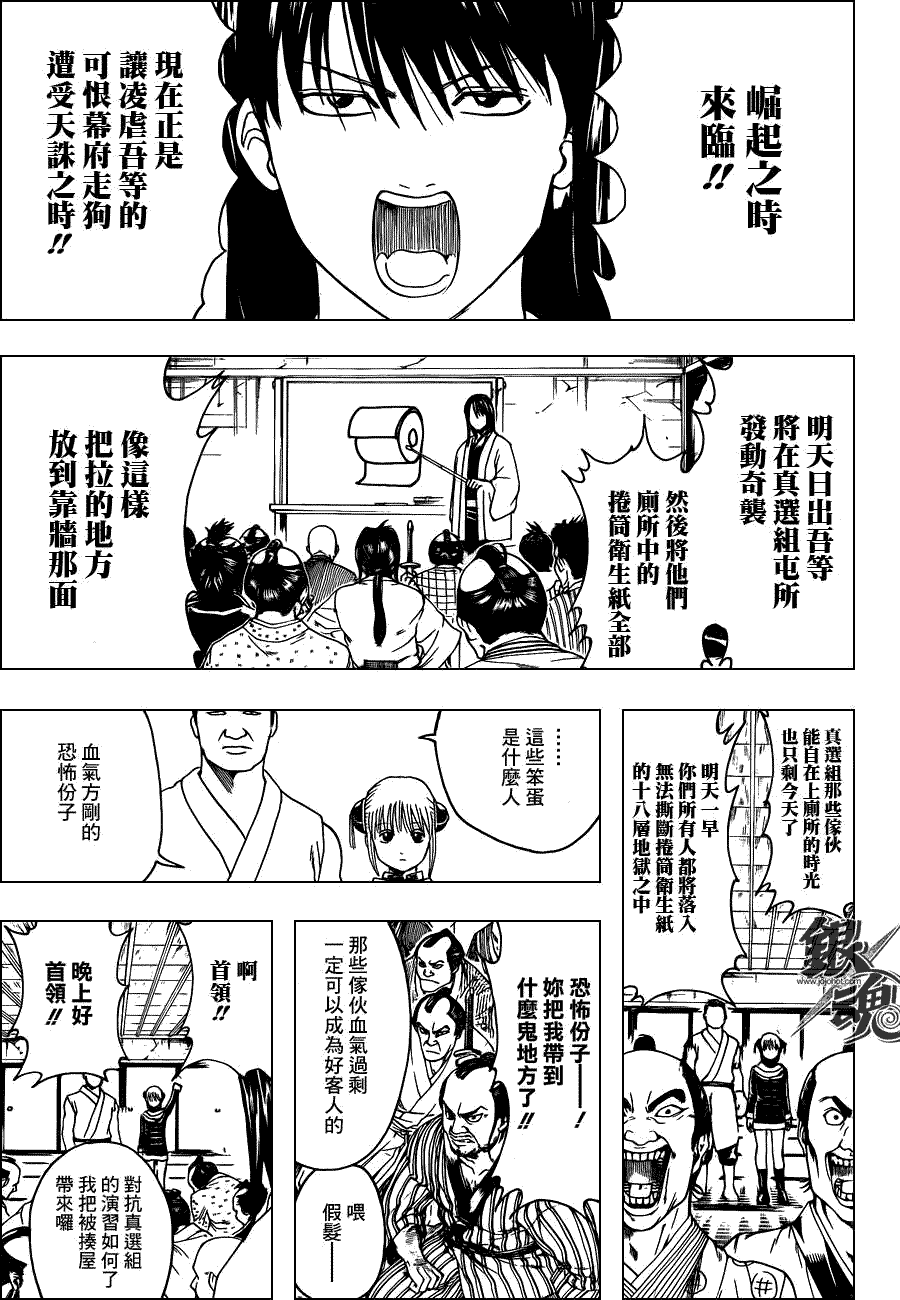 崛起之時
來臨!!
現在正是
讓凌虐吾等的
可恨幕府走狗
遭受天誅之時!!
明天日出吾等
將在真選組屯所
發動奇襲
然後將他們
廁所中的
捲筒衛生紙全部
像這樣
把拉的地方
放到靠牆那面
真選組那些傢伙
能自在上廁所的時光
也只剩今天了
明天一早
你們所有人都將落入
無法撕斷捲筒衛生紙
的十八層地獄之中
……
這些笨蛋
是什麼人
血氣方剛的
恐怖份子
銀魂
www.jojohot.com
#
恐怖份子——!
妳把我帶到
什麼鬼地方了!!
那些傢伙血氣過剩
一定可以成為好客人的
喂
假髮——
啊
首領!!
晚上好
首領!!
對抗真選組
的演習如何了
我把被揍屋
帶來囉